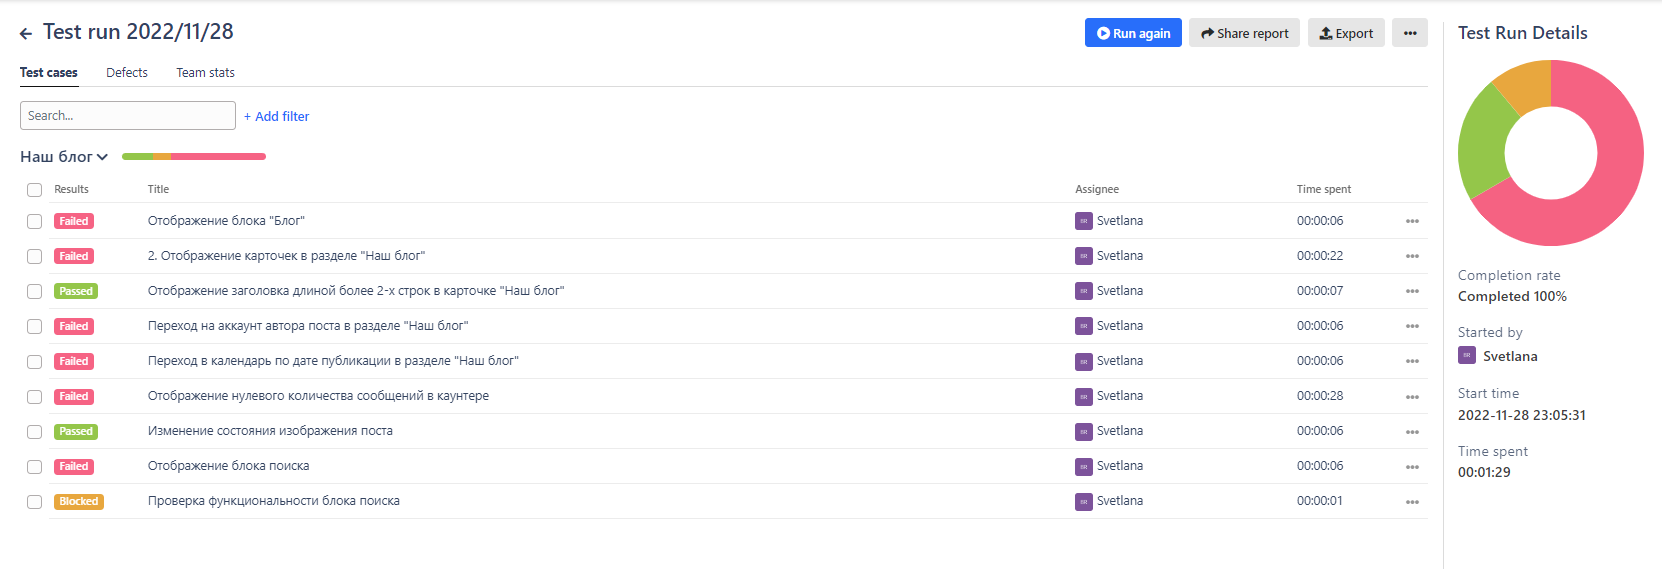 Test run 2022/11/28
Run again
Share report
Export
Test cases
Defects
Team stats
Search...
+ Add filter
Наш блог
Results Title Assignee Time spent
Failed Отображение блока "Блог" Svetlana 00:00:06
Failed 2. Отображение карточек в разделе "Наш блог" Svetlana 00:00:22
Passed Отображение заголовка длиной более 2-х строк в карточке "Наш блог" Svetlana 00:00:07
Failed Переход на аккаунт автора поста в разделе "Наш блог" Svetlana 00:00:06
Failed Переход в календарь по дате публикации в разделе "Наш блог" Svetlana 00:00:06
Failed Отображение нулевого количества сообщений в каунтере Svetlana 00:00:28
Passed Изменение состояния изображения поста Svetlana 00:00:06
Failed Отображение блока поиска Svetlana 00:00:06
Blocked Проверка функциональности блока поиска Svetlana 00:00:01
Test Run Details
Completion rate
Completed 100%
Started by
Svetlana
Start time
2022-11-28 23:05:31
Time spent
00:01:29